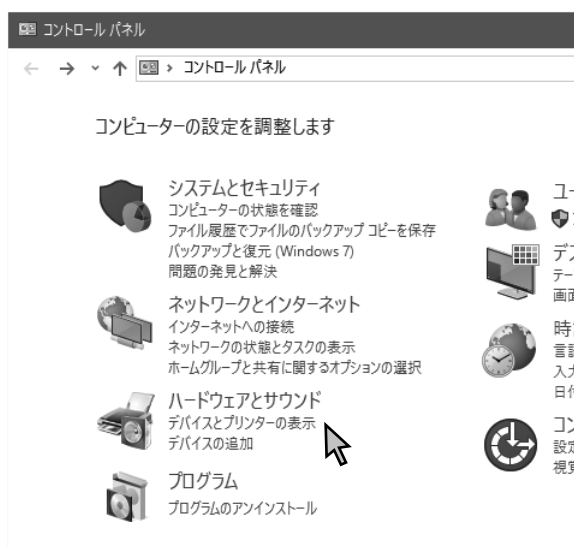 コントロール パネル
コントロール パネル
コンピューターの設定を調整します
システムとセキュリティ
コンピューターの状態を確認
ファイル履歴でファイルのバックアップ コピーを保存
バックアップと復元 (Windows 7)
問題の発見と解決
ネットワークとインターネット
インターネットへの接続
ネットワークの状態とタスクの表示
ホームグループと共有に関するオプションの選択
ハードウェアとサウンド
デバイスとプリンターの表示
デバイスの追加
プログラム
プログラムのアンインストール